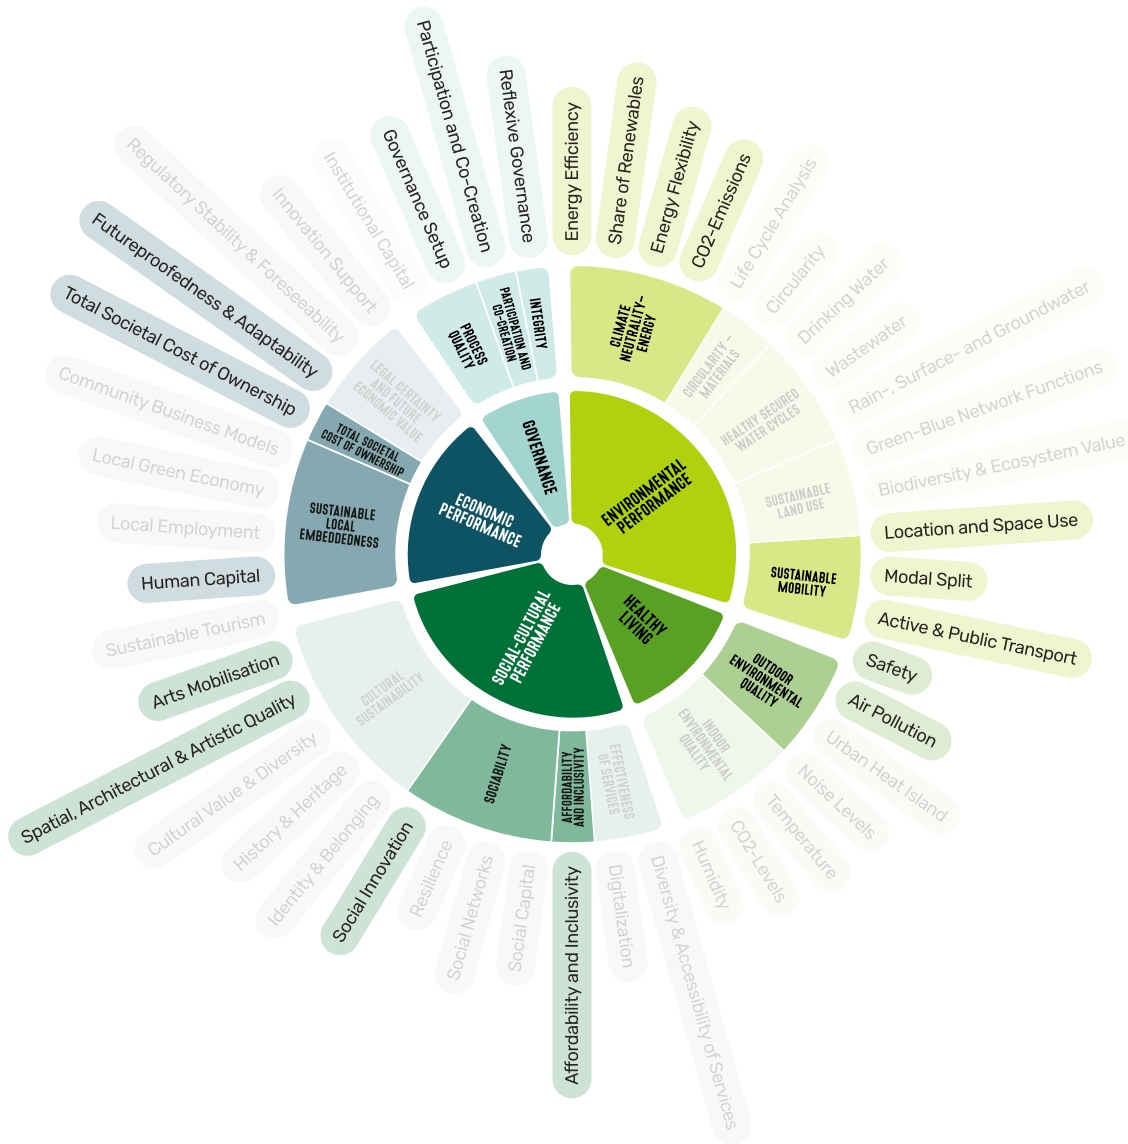 ENVIRONMENTAL
PERFORMANCE
HEALTHY
LIVING
SOCIAL-CULTURAL
PERFORMANCE
ECONOMIC
PERFORMANCE
GOVERNANCE
CLIMATE
NEUTRALITY–
ENERGY
CIRCULARITY –
MATERIALS
HEALTHY SECURED
WATER CYCLES
SUSTAINABLE
LAND USE
SUSTAINABLE
MOBILITY
OUTDOOR
ENVIRONMENTAL
QUALITY
INDOOR
ENVIRONMENTAL
QUALITY
EFFECTIVENESS
OF SERVICES
AFFORDABILITY
AND INCLUSIVITY
SOCIABILITY
CULTURAL
SUSTAINABILITY
SUSTAINABLE
LOCAL
EMBEDDEDNESS
TOTAL SOCIETAL
COST OF OWNERSHIP
LEGAL CERTAINTY
AND FUTURE
ECONOMIC VALUE
PROCESS
QUALITY
PARTICIPATION AND
CO-CREATION
INTEGRITY
Energy Efficiency
Share of Renewables
Energy Flexibility
CO2-Emissions
Life Cycle Analysis
Circularity
Drinking Water
Wastewater
Rain-, Surface- and Groundwater
Green-Blue Network Functions
Biodiversity & Ecosystem Value
Location and Space Use
Modal Split
Active & Public Transport
Safety
Air Pollution
Urban Heat Island
Noise Levels
Temperature
CO2-Levels
Humidity
Diversity & Accessibility of Services
Digitalization
Affordability and Inclusivity
Social Capital
Social Networks
Resilience
Social Innovation
Identity & Belonging
History & Heritage
Cultural Value & Diversity
Spatial, Architectural & Artistic Quality
Arts Mobilisation
Sustainable Tourism
Human Capital
Local Employment
Local Green Economy
Community Business Models
Total Societal Cost of Ownership
Futureproofedness & Adaptability
Regulatory Stability & Foreseeability
Innovation Support
Institutional Capital
Governance Setup
Participation and Co-Creation
Reflexive Governance